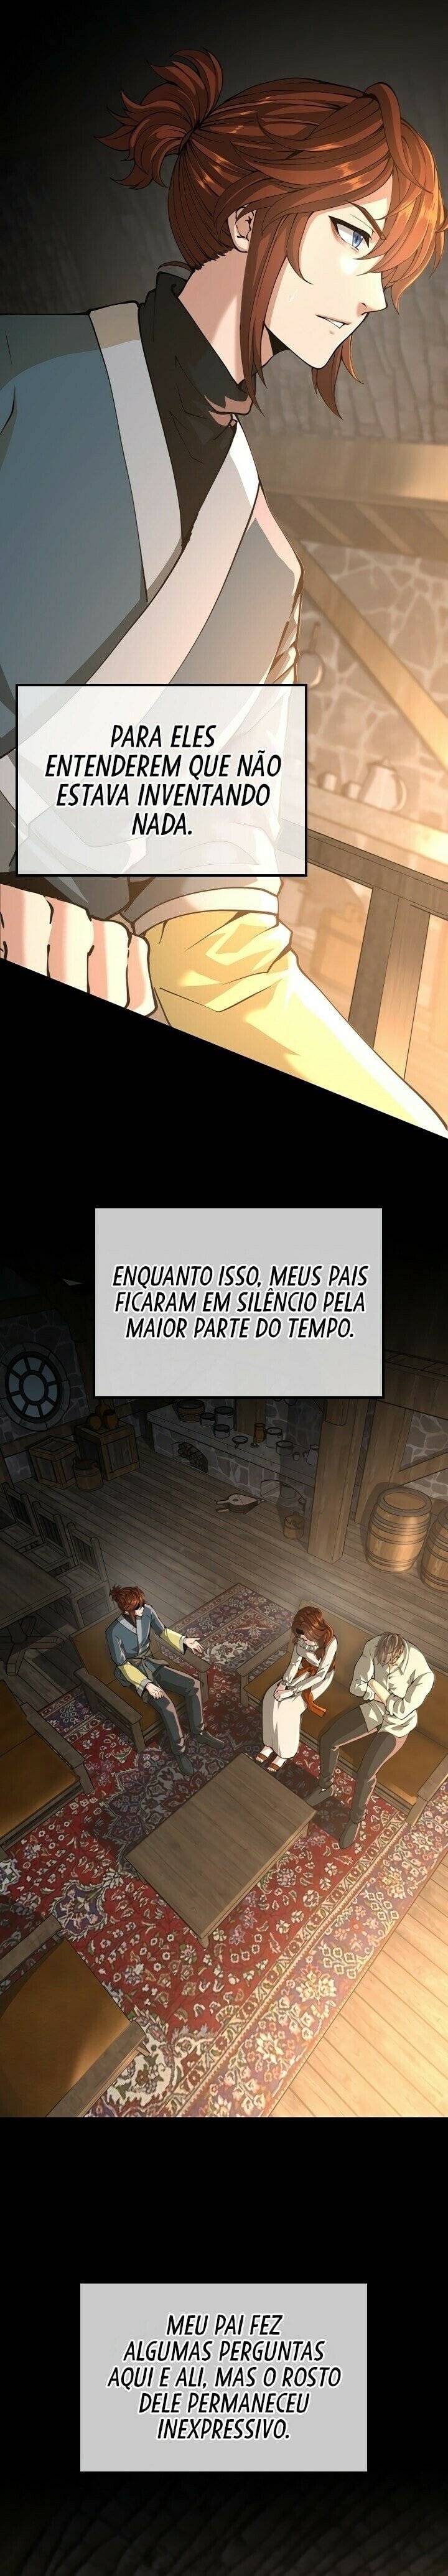 PARA ELES
ENTENDEREM QUE NÃO
ESTAVA INVENTANDO
NADA.
ENQUANTO ISSO, MEUS PAIS
FICARAM EM SILÊNCIO PELA
MAIOR PARTE DO TEMPO.
MEU PAI FEZ
ALGUMAS PERGUNTAS
AQUI E ALI, MAS O ROSTO
DELE PERMANECEU
INEXPRESSIVO.